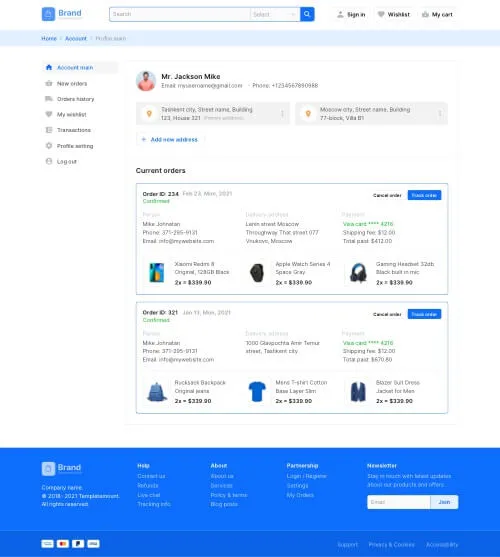 Brand
Search
Select
Sign in
Wishlist
My cart
Home / Account / Profile main
Account main
New orders
Orders history
My wishlist
Transactions
Profile setting
Log out
Mr. Jackson Mike
Email: myusername@gmail.com · Phone: +1234567890988
Tashkent city, Street name, Building
123, House 321 (Primary address)
Moscow city, Street name, Building
77-block, Villa 81
+ Add new address
Current orders
Order ID: 234 Feb 23, Mon, 2021
Confirmed
Cancel order
Track order
Person
Mike Johnatan
Phone: 371-295-9131
Email: info@mywebsite.com
Delivery address
Lenin street Moscow
Throughway That street 077
Vnukovo, Moscow
Payment
Visa card **** 4216
Shipping fee: $12.00
Total paid: $412.00
Xiaomi Redmi 8
Original, 128GB Black
2x = $339.90
Apple Watch Series 4
Space Gray
2x = $339.90
Gaming Headset 32db
Black built in mic
2x = $339.90
Order ID: 321 Jan 13, Mon, 2021
Confirmed
Cancel order
Track order
Person
Mike Johnatan
Phone: 371-295-9131
Email: info@mywebsite.com
Delivery address
1000 Glavpochta Amir Temur
street, Tashkent city
Payment
Visa card **** 4216
Shipping fee: $12.00
Total paid: $670.80
Rucksack Backpack
Original jeans
2x = $339.90
Mens T-shirt Cotton
Base Layer Slim
2x = $339.90
Blazer Suit Dress
Jacket for Men
2x = $339.90
Brand
Company name.
© 2018- 2021 Templatemount.
All rights reserved.
Help
Contact us
Refunds
Live chat
Tracking info
About
About us
Services
Policy & terms
Blog posts
Partnership
Login / Register
Settings
My Orders
Newsletter
Stay in touch with latest updates
about our products and offers
Email
Join
Support
Privacy & Cookies
Accessibility